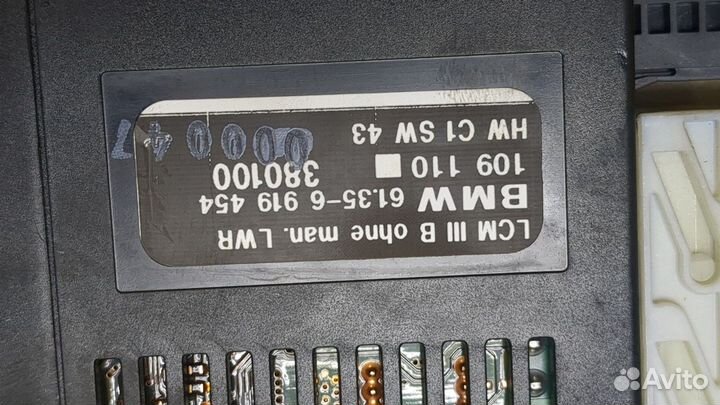 LCM III B ohne man. LWR
BMW 61.35-6 919 454
109 110 380100
HW C1 SW 43
Avito